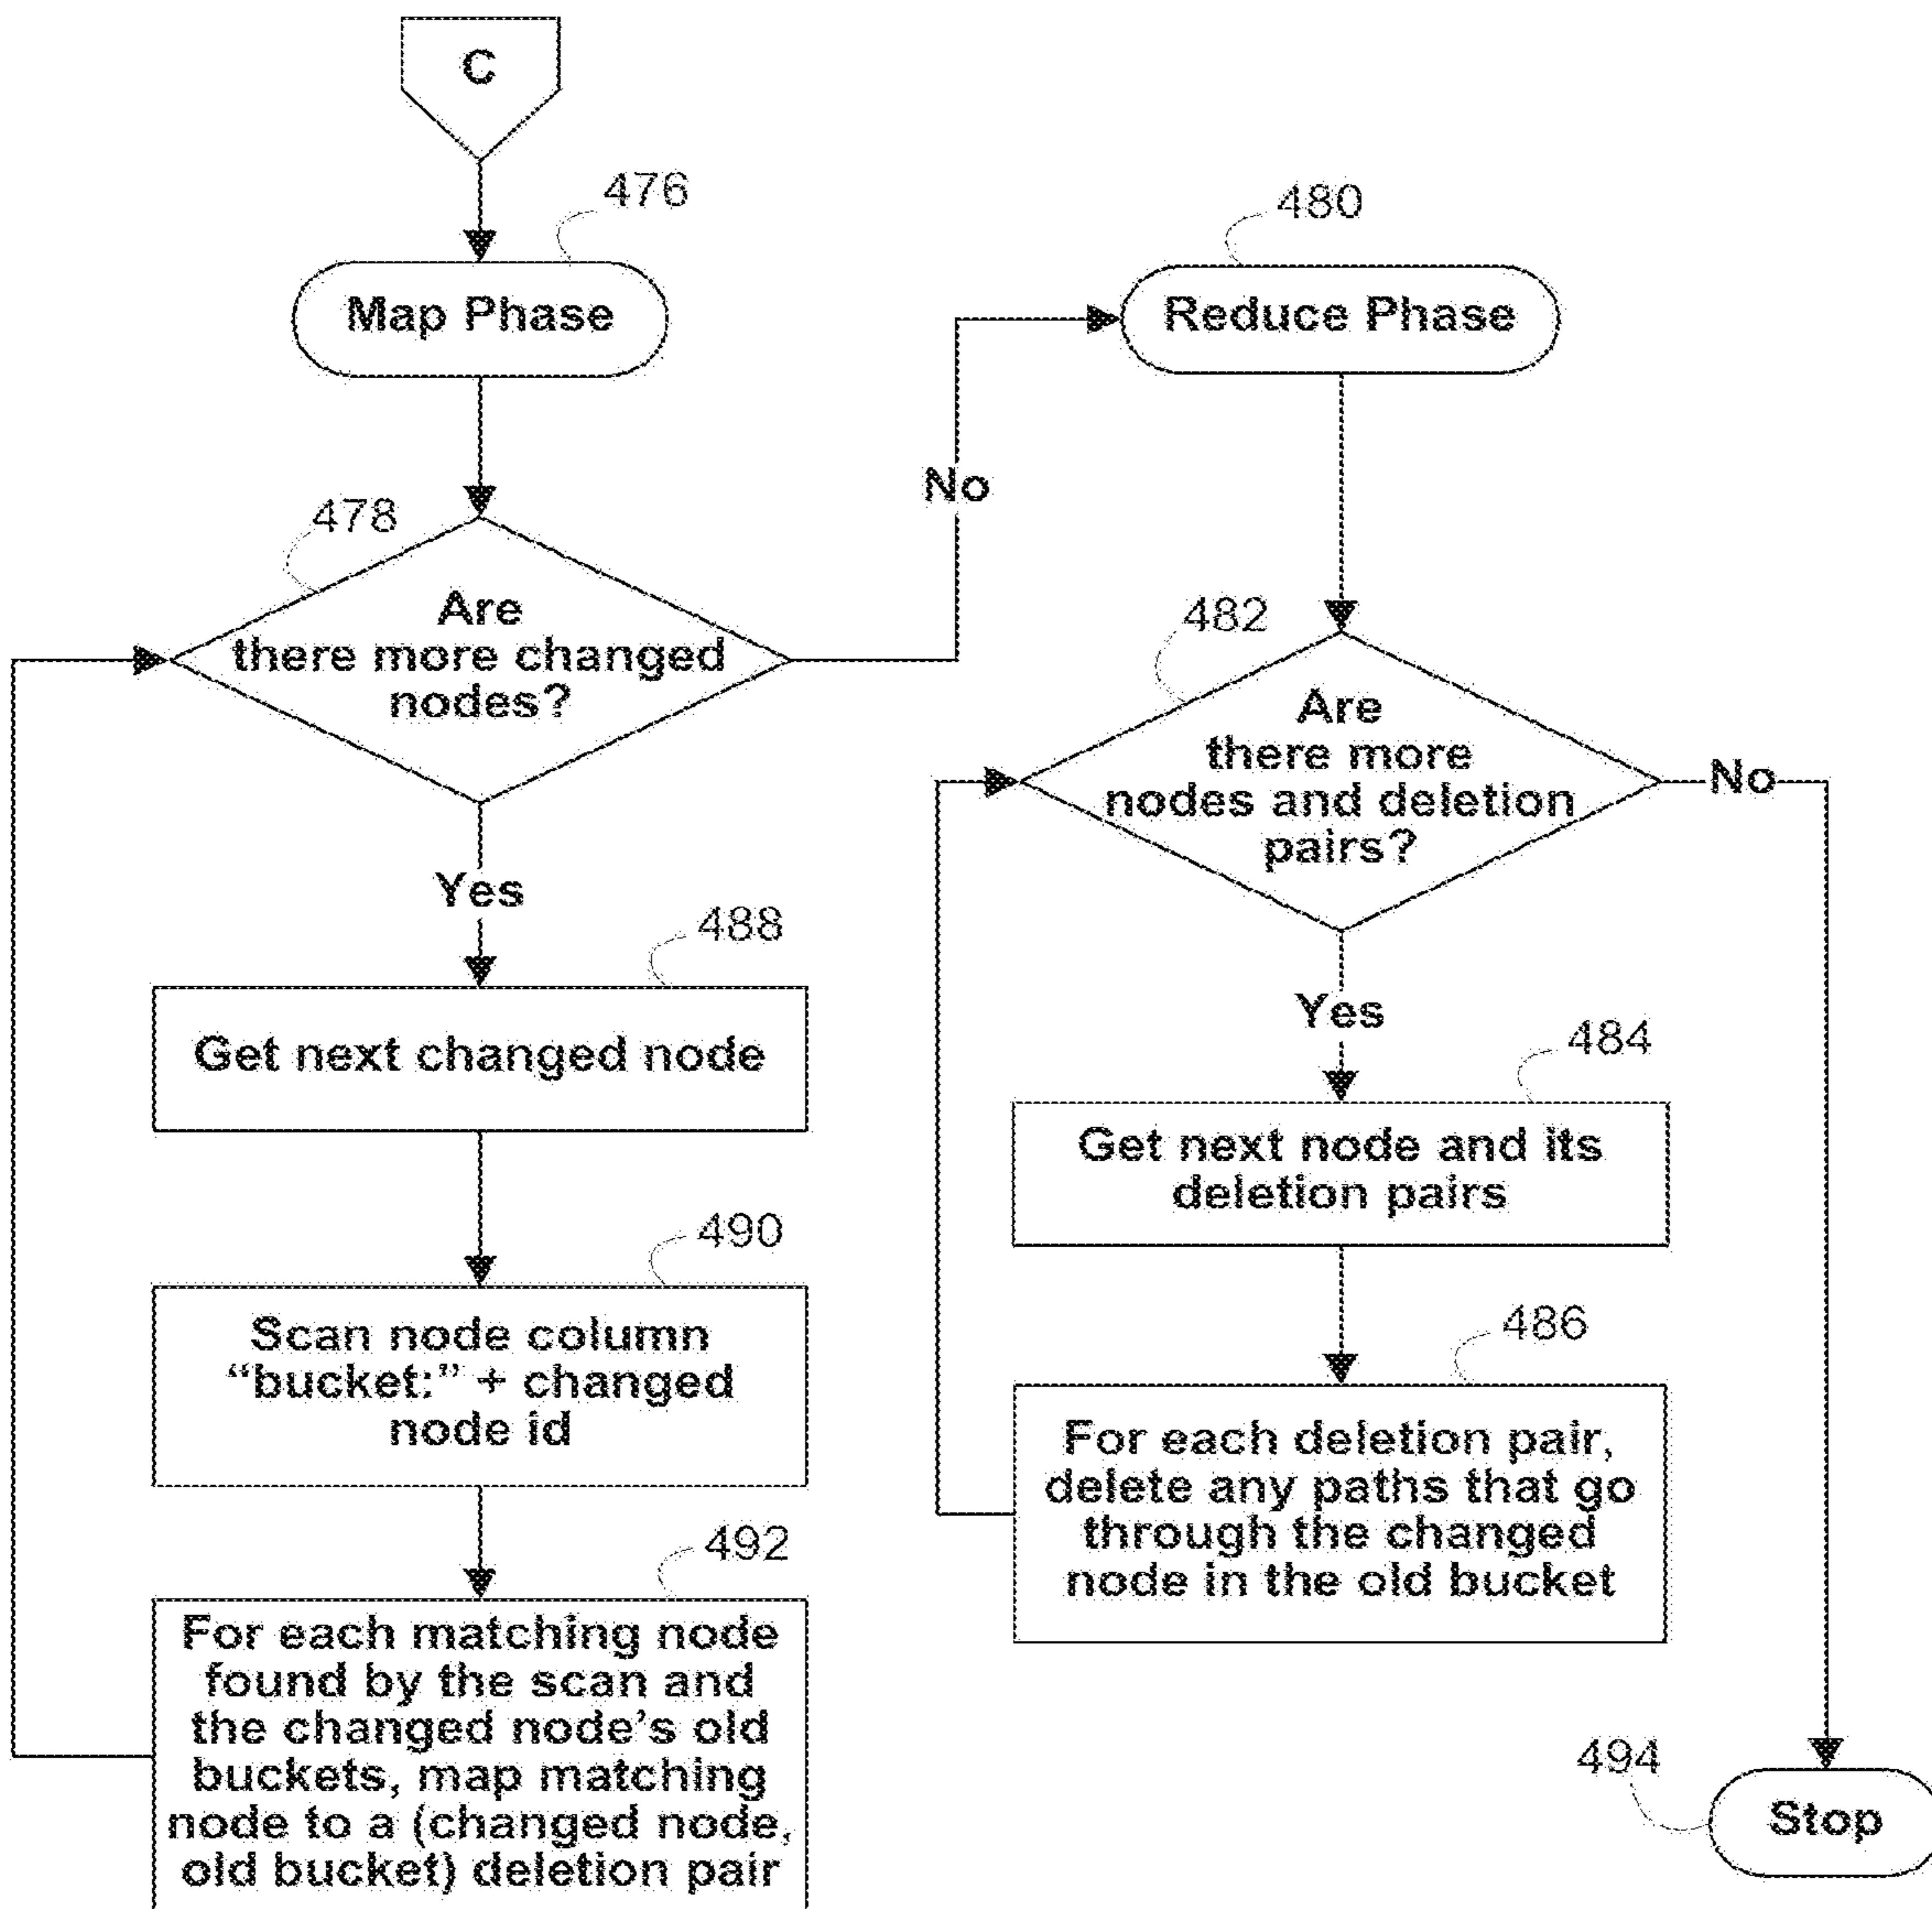 C
476
Map Phase
478
Are
there more changed
nodes?
No
Yes
488
Get next changed node
490
Scan node column
“bucket:” + changed
node id
492
For each matching node
found by the scan and
the changed node’s old
buckets, map matching
node to a (changed node,
old bucket) deletion pair
480
Reduce Phase
482
Are
there more
nodes and deletion
pairs?
No
Yes
484
Get next node and its
deletion pairs
486
For each deletion pair,
delete any paths that go
through the changed
node in the old bucket
494
Stop